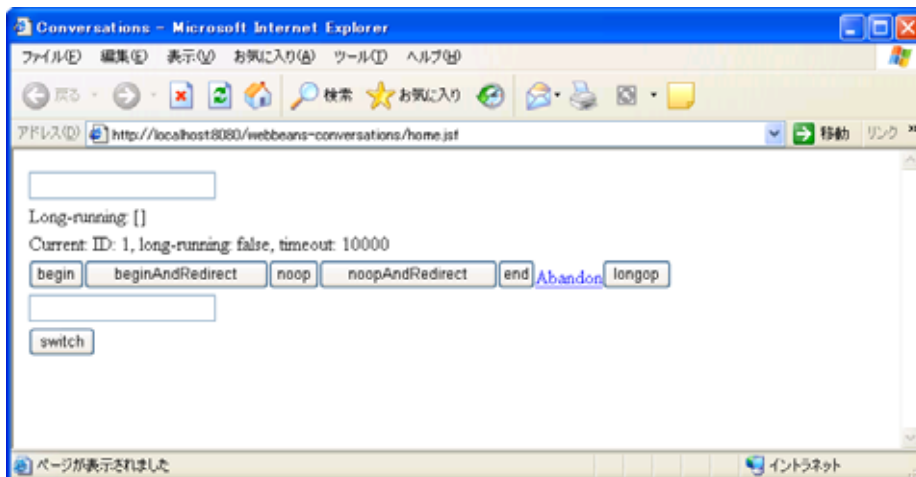 Conversations - Microsoft Internet Explorer
ファイル(F) 編集(E) 表示(V) お気に入り(A) ツール(T) ヘルプ(H)
戻る 検索 お気に入り
アドレス(D) http://localhost:8080/webbeans-conversations/home.jsf 移動 リンク »
Long-running: []
Current: ID: 1, long-running: false, timeout: 10000
begin beginAndRedirect noop noopAndRedirect end Abandon longop
switch
ページが表示されました イントラネット